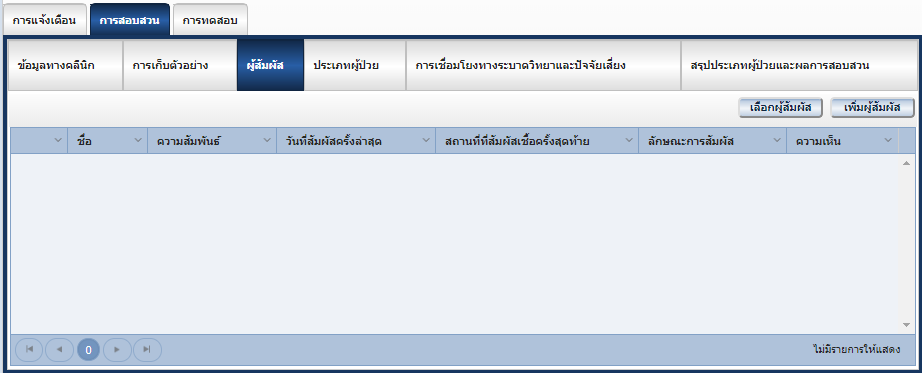 การแจ้งเตือน การสอบสวน การทดสอบ
ข้อมูลทางคลินิก การเก็บตัวอย่าง ผู้สัมผัส ประเภทผู้ป่วย การเชื่อมโยงทางระบาดวิทยาและปัจจัยเสี่ยง สรุปประเภทผู้ป่วยและผลการสอบสวน
เลือกผู้สัมผัส เพิ่มผู้สัมผัส
ชื่อ ความสัมพันธ์ วันที่สัมผัสครั้งล่าสุด สถานที่ที่สัมผัสเชื้อครั้งสุดท้าย ลักษณะการสัมผัส ความเห็น
0 ไม่มีรายการให้แสดง